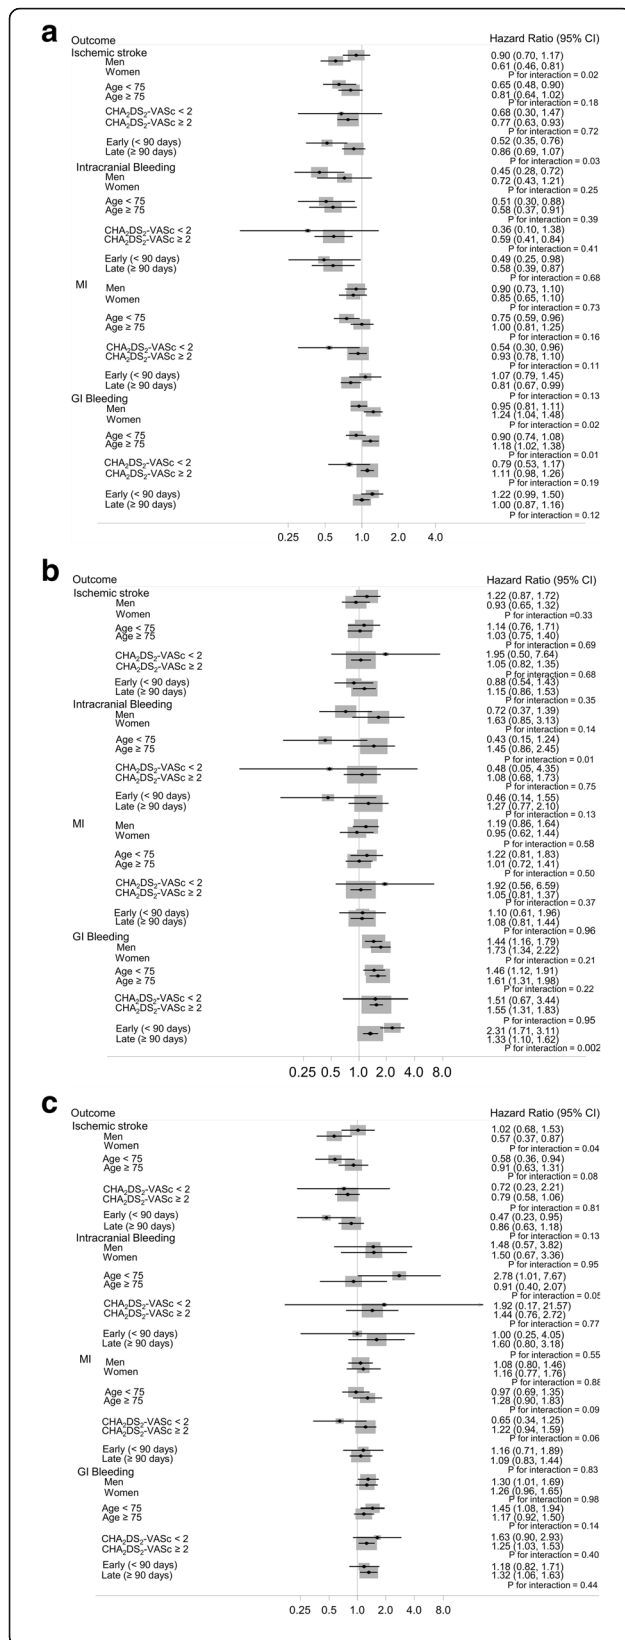 a
Outcome Hazard Ratio (95% CI)
Ischemic stroke
Men 0.90 (0.70, 1.17)
Women 0.61 (0.46, 0.81)
P for interaction = 0.02
Age < 75 0.65 (0.48, 0.90)
Age ≥ 75 0.81 (0.64, 1.02)
P for interaction = 0.18
CHA₂DS₂-VASc < 2 0.68 (0.30, 1.47)
CHA₂DS₂-VASc ≥ 2 0.77 (0.63, 0.93)
P for interaction = 0.72
Early (< 90 days) 0.52 (0.35, 0.76)
Late (≥ 90 days) 0.86 (0.69, 1.07)
P for interaction = 0.03
Intracranial Bleeding
Men 0.45 (0.28, 0.72)
Women 0.72 (0.43, 1.21)
P for interaction = 0.25
Age < 75 0.51 (0.30, 0.88)
Age ≥ 75 0.58 (0.37, 0.91)
P for interaction = 0.39
CHA₂DS₂-VASc < 2 0.36 (0.10, 1.38)
CHA₂DS₂-VASc ≥ 2 0.59 (0.41, 0.84)
P for interaction = 0.41
Early (< 90 days) 0.49 (0.25, 0.98)
Late (≥ 90 days) 0.58 (0.39, 0.87)
P for interaction = 0.68
MI
Men 0.90 (0.73, 1.10)
Women 0.85 (0.65, 1.10)
P for interaction = 0.73
Age < 75 0.75 (0.59, 0.96)
Age ≥ 75 1.00 (0.81, 1.25)
P for interaction = 0.16
CHA₂DS₂-VASc < 2 0.54 (0.30, 0.96)
CHA₂DS₂-VASc ≥ 2 0.93 (0.78, 1.10)
P for interaction = 0.11
Early (< 90 days) 1.07 (0.79, 1.45)
Late (≥ 90 days) 0.81 (0.67, 0.99)
P for interaction = 0.13
GI Bleeding
Men 0.95 (0.81, 1.11)
Women 1.24 (1.04, 1.48)
P for interaction = 0.02
Age < 75 0.90 (0.74, 1.08)
Age ≥ 75 1.18 (1.02, 1.38)
P for interaction = 0.01
CHA₂DS₂-VASc < 2 0.79 (0.53, 1.17)
CHA₂DS₂-VASc ≥ 2 1.11 (0.98, 1.26)
P for interaction = 0.19
Early (< 90 days) 1.22 (0.99, 1.50)
Late (≥ 90 days) 1.00 (0.87, 1.16)
P for interaction = 0.12
0.25 0.5 1.0 2.0 4.0
b
Outcome Hazard Ratio (95% CI)
Ischemic stroke
Men 1.22 (0.87, 1.72)
Women 0.93 (0.65, 1.32)
P for interaction =0.33
Age < 75 1.14 (0.76, 1.71)
Age ≥ 75 1.03 (0.75, 1.40)
P for interaction = 0.69
CHA₂DS₂-VASc < 2 1.95 (0.50, 7.64)
CHA₂DS₂-VASc ≥ 2 1.05 (0.82, 1.35)
P for interaction = 0.68
Early (< 90 days) 0.88 (0.54, 1.43)
Late (≥ 90 days) 1.15 (0.86, 1.53)
P for interaction = 0.35
Intracranial Bleeding
Men 0.72 (0.37, 1.39)
Women 1.63 (0.85, 3.13)
P for interaction = 0.14
Age < 75 0.43 (0.15, 1.24)
Age ≥ 75 1.45 (0.86, 2.45)
P for interaction = 0.01
CHA₂DS₂-VASc < 2 0.48 (0.05, 4.35)
CHA₂DS₂-VASc ≥ 2 1.08 (0.68, 1.73)
P for interaction = 0.75
Early (< 90 days) 0.46 (0.14, 1.55)
Late (≥ 90 days) 1.27 (0.77, 2.10)
P for interaction = 0.13
MI
Men 1.19 (0.86, 1.64)
Women 0.95 (0.62, 1.44)
P for interaction = 0.58
Age < 75 1.22 (0.81, 1.83)
Age ≥ 75 1.01 (0.72, 1.41)
P for interaction = 0.50
CHA₂DS₂-VASc < 2 1.92 (0.56, 6.59)
CHA₂DS₂-VASc ≥ 2 1.05 (0.81, 1.37)
P for interaction = 0.37
Early (< 90 days) 1.10 (0.61, 1.96)
Late (≥ 90 days) 1.08 (0.81, 1.44)
P for interaction = 0.96
GI Bleeding
Men 1.44 (1.16, 1.79)
Women 1.73 (1.34, 2.22)
P for interaction = 0.21
Age < 75 1.46 (1.12, 1.91)
Age ≥ 75 1.61 (1.31, 1.98)
P for interaction = 0.22
CHA₂DS₂-VASc < 2 1.51 (0.67, 3.44)
CHA₂DS₂-VASc ≥ 2 1.55 (1.31, 1.83)
P for interaction = 0.95
Early (< 90 days) 2.31 (1.71, 3.11)
Late (≥ 90 days) 1.33 (1.10, 1.62)
P for interaction = 0.002
0.25 0.5 1.0 2.0 4.0 8.0
c
Outcome Hazard Ratio (95% CI)
Ischemic stroke
Men 1.02 (0.68, 1.53)
Women 0.57 (0.37, 0.87)
P for interaction = 0.04
Age < 75 0.58 (0.36, 0.94)
Age ≥ 75 0.91 (0.63, 1.31)
P for interaction = 0.08
CHA₂DS₂-VASc < 2 0.72 (0.23, 2.21)
CHA₂DS₂-VASc ≥ 2 0.79 (0.58, 1.06)
P for interaction = 0.81
Early (< 90 days) 0.47 (0.23, 0.95)
Late (≥ 90 days) 0.86 (0.63, 1.18)
P for interaction = 0.13
Intracranial Bleeding
Men 1.48 (0.57, 3.82)
Women 1.50 (0.67, 3.36)
P for interaction = 0.95
Age < 75 2.78 (1.01, 7.67)
Age ≥ 75 0.91 (0.40, 2.07)
P for interaction = 0.05
CHA₂DS₂-VASc < 2 1.92 (0.17, 21.57)
CHA₂DS₂-VASc ≥ 2 1.44 (0.76, 2.72)
P for interaction = 0.77
Early (< 90 days) 1.00 (0.25, 4.05)
Late (≥ 90 days) 1.60 (0.80, 3.18)
P for interaction = 0.55
MI
Men 1.08 (0.80, 1.46)
Women 1.16 (0.77, 1.76)
P for interaction = 0.88
Age < 75 0.97 (0.69, 1.35)
Age ≥ 75 1.28 (0.90, 1.83)
P for interaction = 0.09
CHA₂DS₂-VASc < 2 0.65 (0.34, 1.25)
CHA₂DS₂-VASc ≥ 2 1.22 (0.94, 1.59)
P for interaction = 0.06
Early (< 90 days) 1.16 (0.71, 1.89)
Late (≥ 90 days) 1.09 (0.83, 1.44)
P for interaction = 0.83
GI Bleeding
Men 1.30 (1.01, 1.69)
Women 1.26 (0.96, 1.65)
P for interaction = 0.98
Age < 75 1.45 (1.08, 1.94)
Age ≥ 75 1.17 (0.92, 1.50)
P for interaction = 0.14
CHA₂DS₂-VASc < 2 1.63 (0.90, 2.93)
CHA₂DS₂-VASc ≥ 2 1.25 (1.03, 1.53)
P for interaction = 0.40
Early (< 90 days) 1.18 (0.82, 1.71)
Late (≥ 90 days) 1.32 (1.06, 1.63)
P for interaction = 0.44
0.25 0.5 1.0 2.0 4.0 8.0